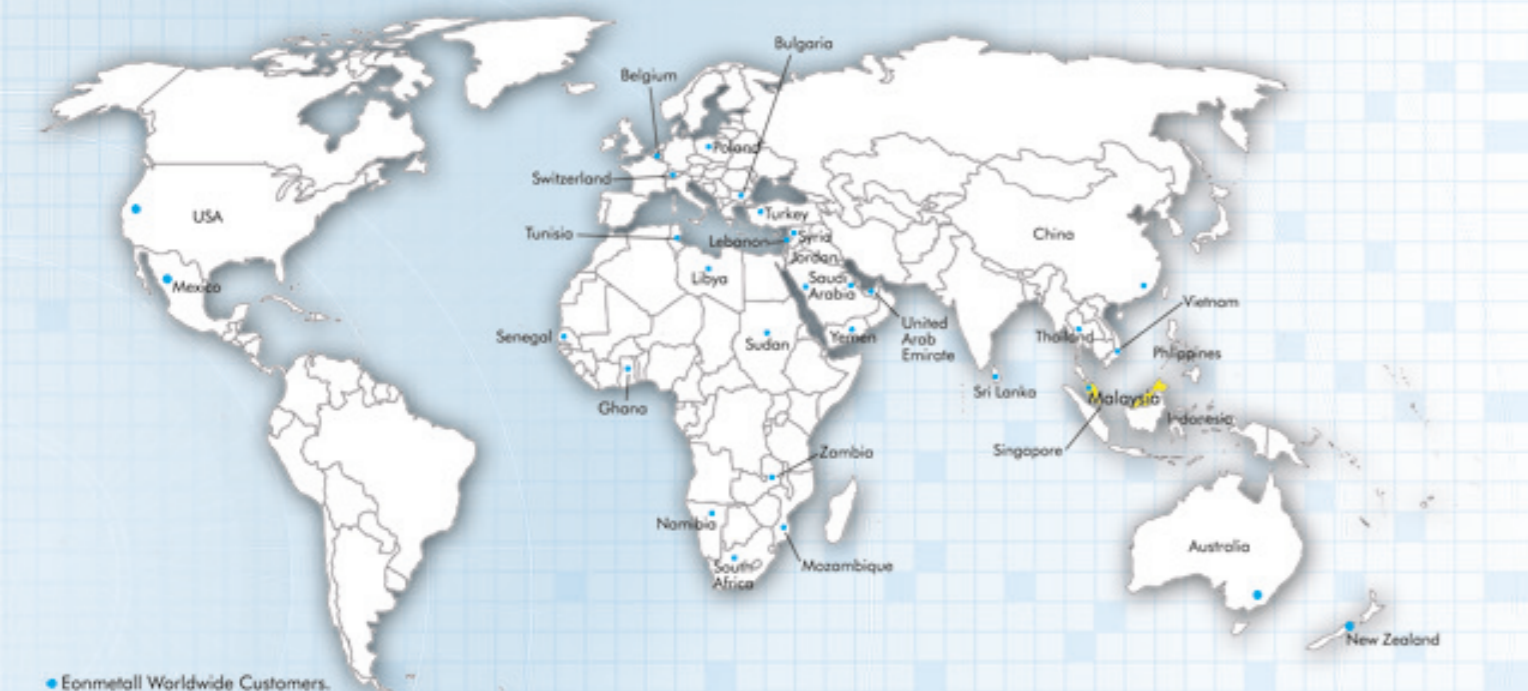 Bulgaria
Belgium
Poland
Switzerland
USA
Turkey
Tunisia
Lebanon
Syria
China
Jordan
Mexico
Libya
Saudi
Arabia
Vietnam
Senegal
Sudan
Yemen
United
Arab
Emirate
Thailand
Philippines
Sri Lanka
Malaysia
Ghana
Indonesia
Singapore
Zambia
Namibia
Australia
South
Africa
Mozambique
New Zealand
Eonmetall Worldwide Customers.